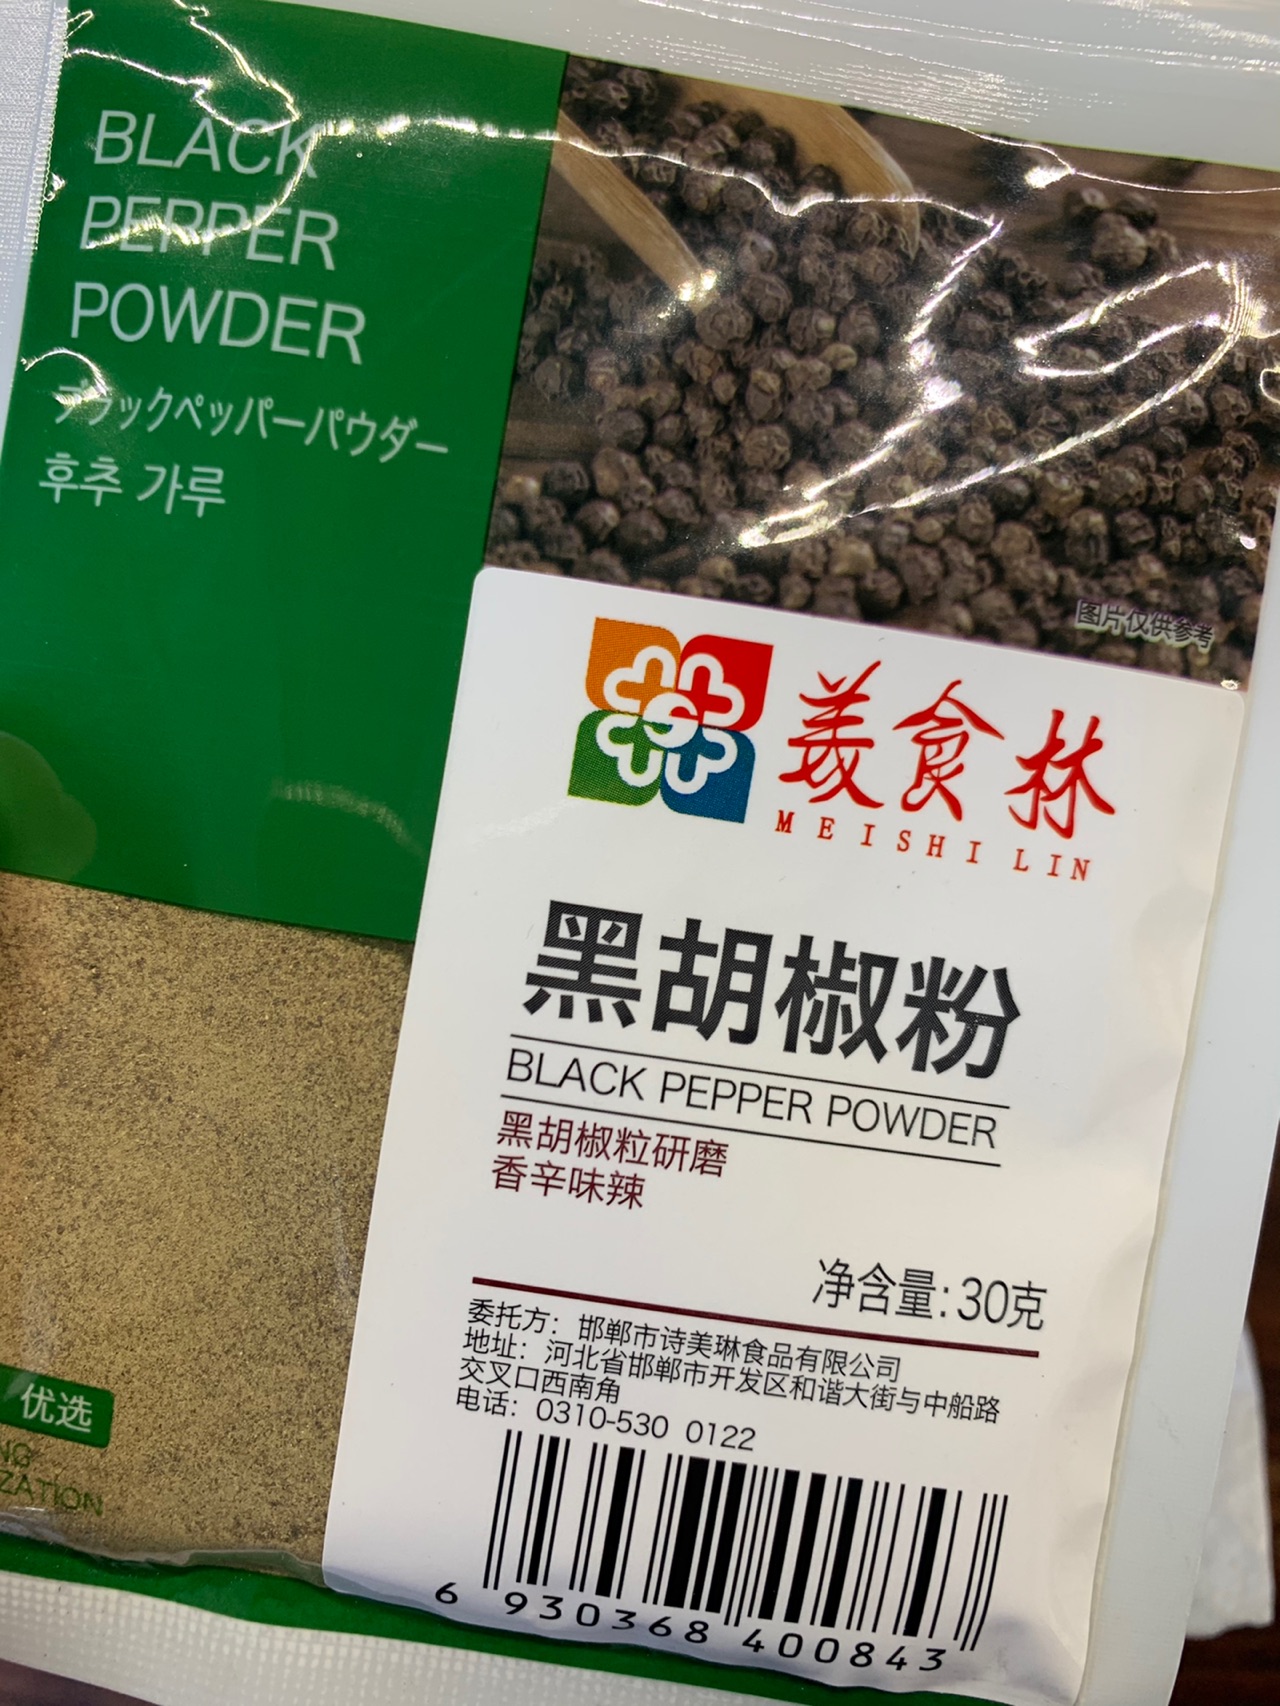 BLACK
PEPPER
POWDER
ブラックペッパーパウダー
후추 가루
图片仅供参考
美食林
MEISHI LIN
黑胡椒粉
BLACK PEPPER POWDER
黑胡椒粒研磨
香辛味辣
净含量:30克
委托方：邯郸市诗美琳食品有限公司
地址：河北省邯郸市开发区和谐大街与中船路
交叉口西南角
电话：0310-530 0122
6 930368 400843
优选
NG
ZATION